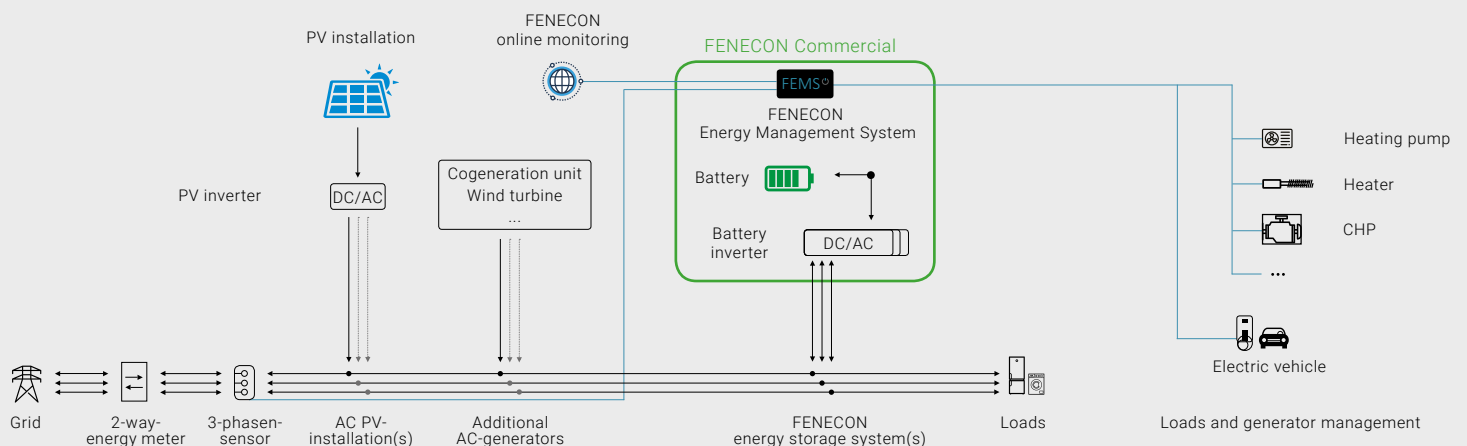 FENECON
online monitoring
PV installation
FENECON Commercial
FEMS
FENECON
Energy Management System
Heating pump
Cogeneration unit
Wind turbine
...
Battery
PV inverter
DC/AC
Heater
Battery
inverter
DC/AC
CHP
...
Electric vehicle
Grid
2-way-
energy meter
3-phasen-
sensor
AC PV-
installation(s)
Additional
AC-generators
FENECON
energy storage system(s)
Loads
Loads and generator management